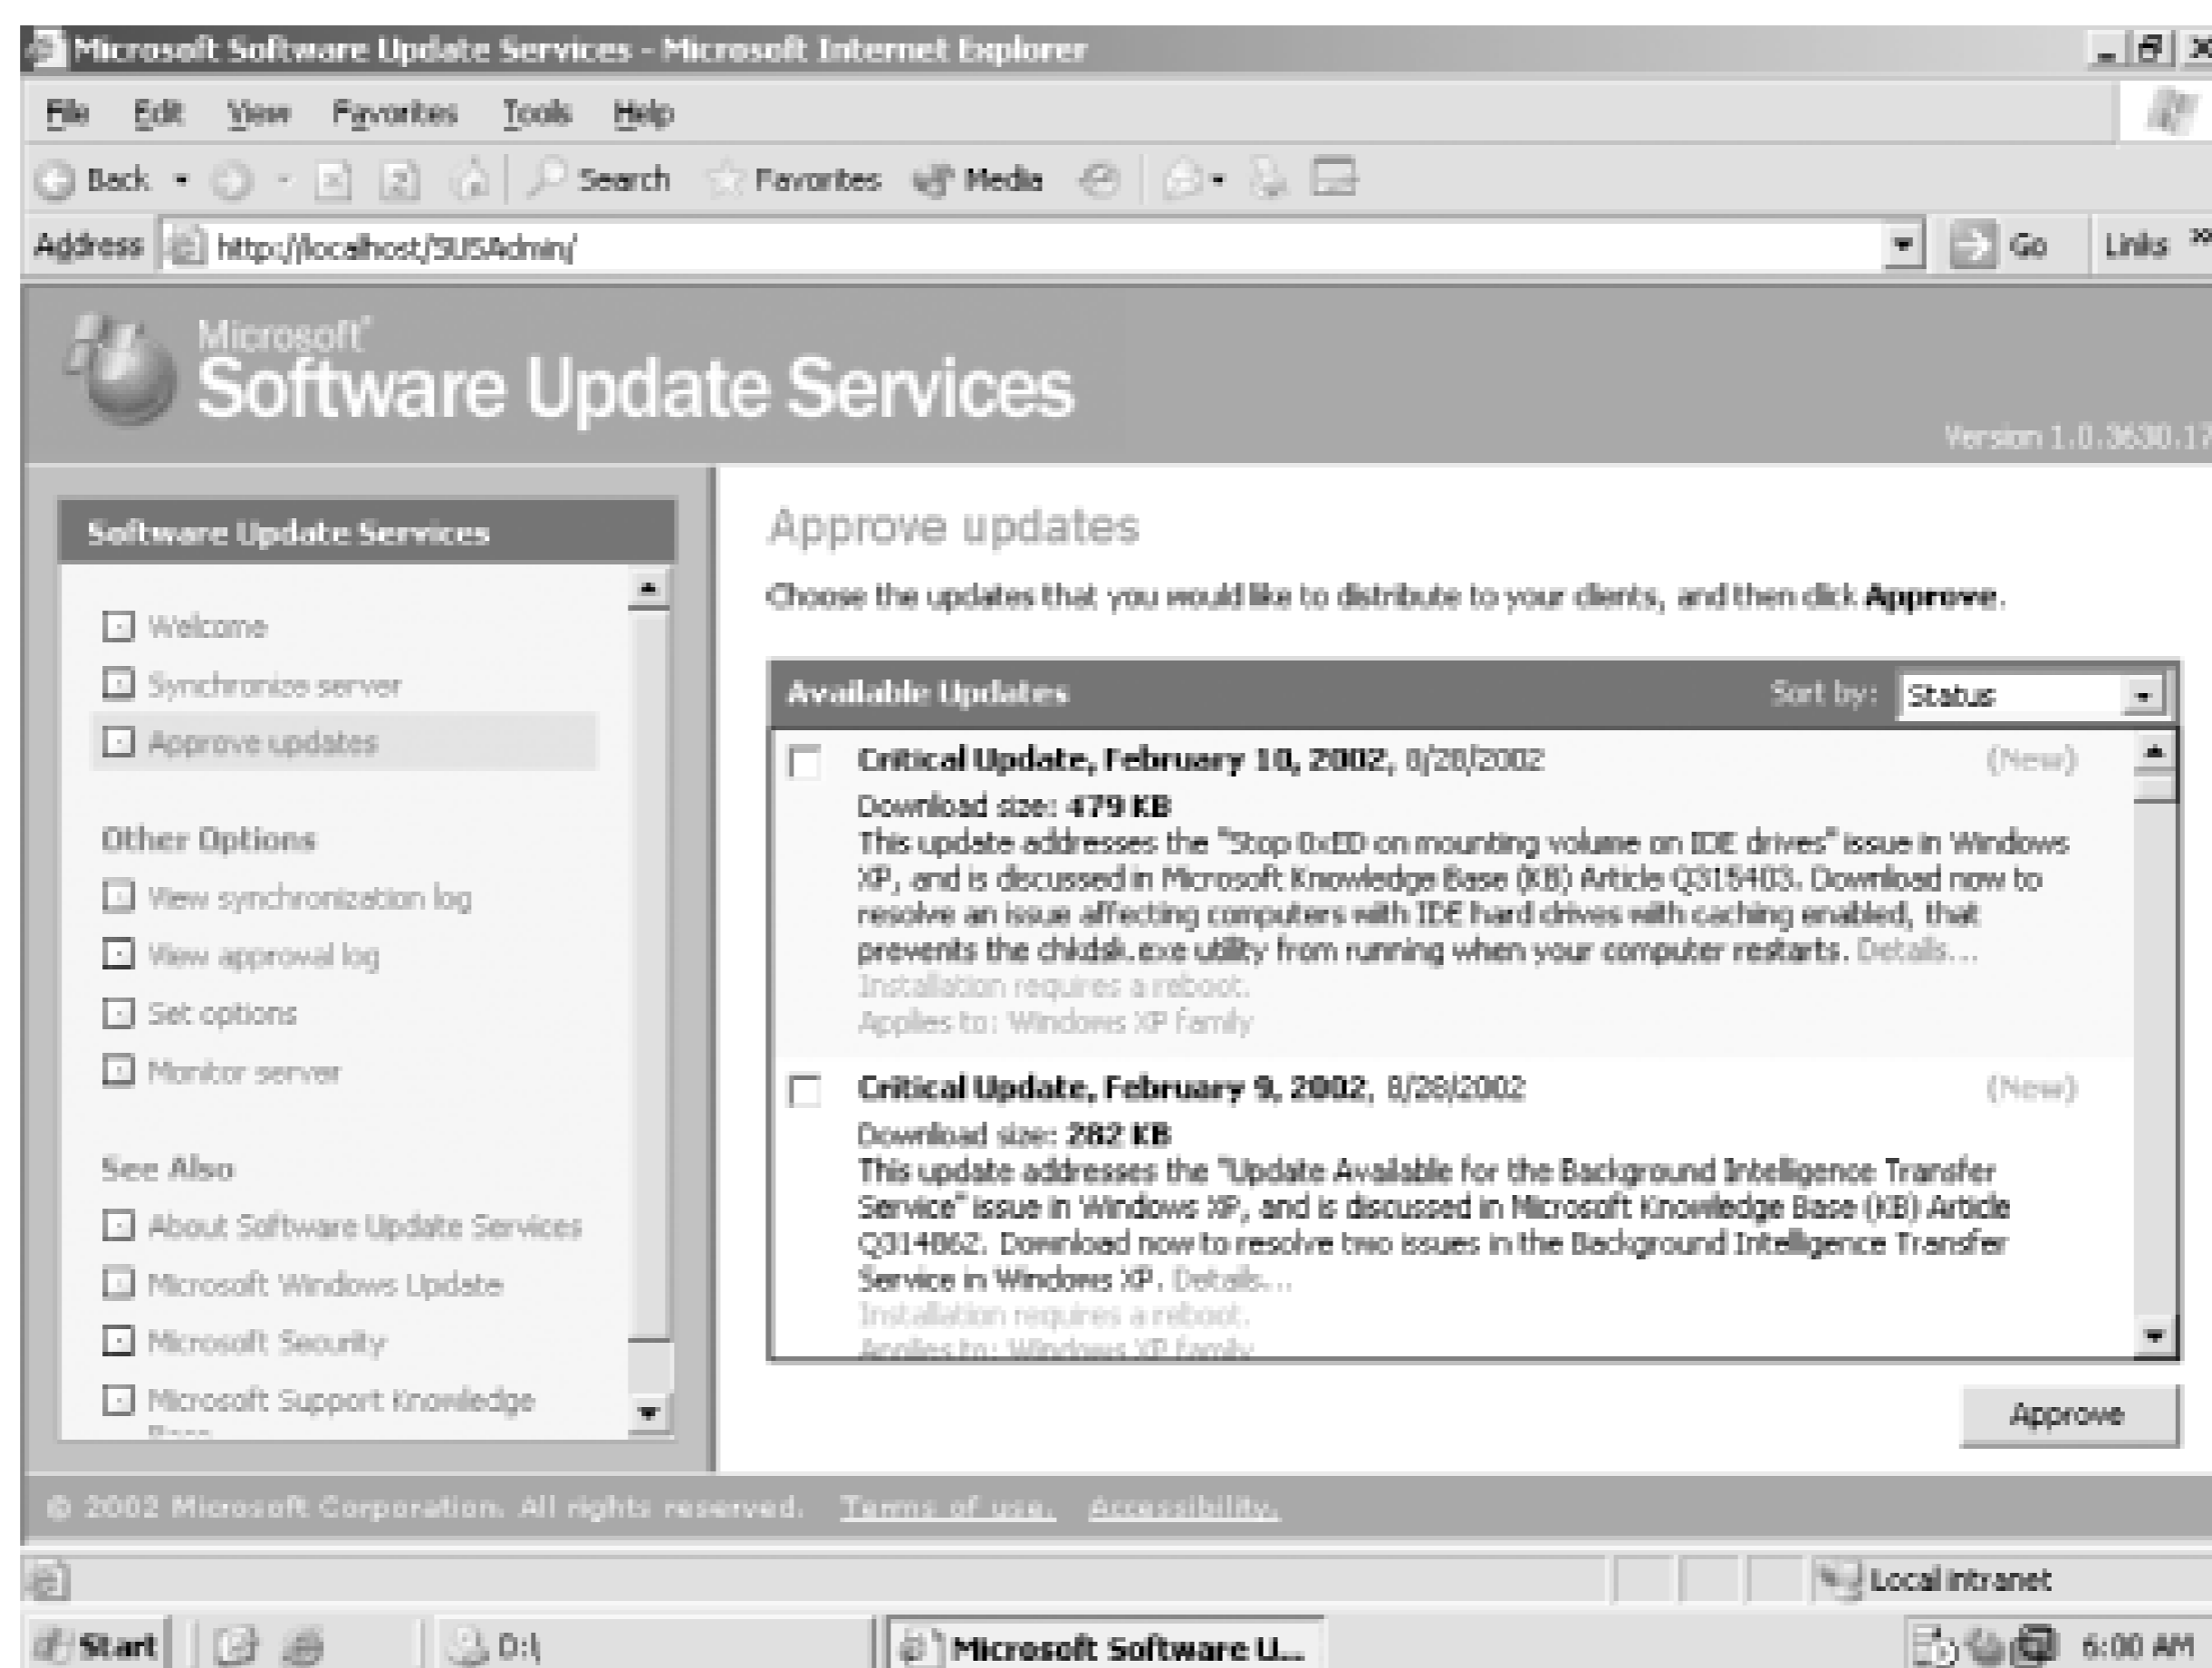 Microsoft Software Update Services - Microsoft Internet Explorer
File Edit View Favorites Tools Help
Back Search Favorites Media
Address http://localhost/SUSAdmin/ Go Links »
Microsoft®
Software Update Services
Version 1.0.3630.17
Software Update Services
Welcome
Synchronize server
Approve updates
Other Options
View synchronization log
View approval log
Set options
Monitor server
See Also
About Software Update Services
Microsoft Windows Update
Microsoft Security
Microsoft Support Knowledge
Base
Approve updates
Choose the updates that you would like to distribute to your clients, and then click Approve.
Available Updates Sort by: Status
Critical Update, February 10, 2002, 8/28/2002 (New)
Download size: 479 KB
This update addresses the "Stop 0xED on mounting volume on IDE drives" issue in Windows
XP, and is discussed in Microsoft Knowledge Base (KB) Article Q315403. Download now to
resolve an issue affecting computers with IDE hard drives with caching enabled, that
prevents the chkdsk.exe utility from running when your computer restarts. Details...
Installation requires a reboot.
Applies to: Windows XP Family
Critical Update, February 9, 2002, 8/28/2002 (New)
Download size: 282 KB
This update addresses the "Update Available for the Background Intelligence Transfer
Service" issue in Windows XP, and is discussed in Microsoft Knowledge Base (KB) Article
Q314862. Download now to resolve two issues in the Background Intelligence Transfer
Service in Windows XP. Details...
Installation requires a reboot.
Applies to: Windows XP Family
Approve
© 2002 Microsoft Corporation. All rights reserved. Terms of use. Accessibility.
Local intranet
Start D:\ Microsoft Software U... 6:00 AM